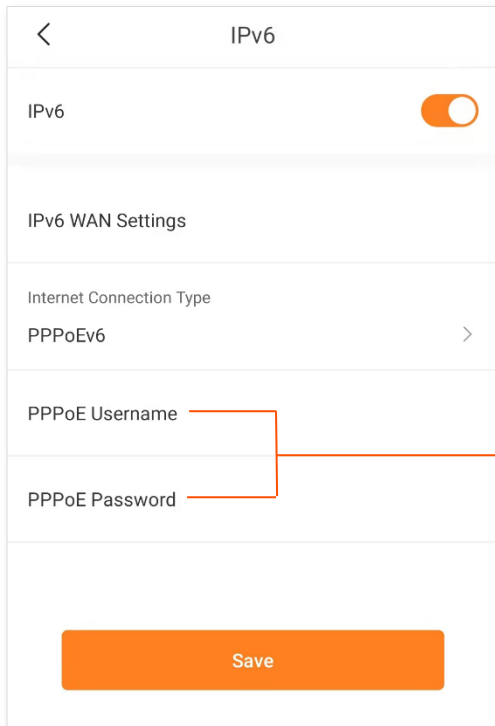 IPv6
IPv6
IPv6 WAN Settings
Internet Connection Type
PPPoEv6
PPPoE Username
PPPoE Password
Save